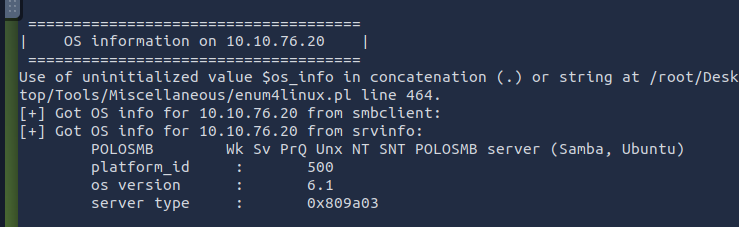 =====================================
|    OS information on 10.10.76.20    |
=====================================
Use of uninitialized value $os_info in concatenation (.) or string at /root/Desk
top/Tools/Miscellaneous/enum4linux.pl line 464.
[+] Got OS info for 10.10.76.20 from smbclient:
[+] Got OS info for 10.10.76.20 from srvinfo:
        POLOSMB        Wk Sv PrQ Unx NT SNT POLOSMB server (Samba, Ubuntu)
        platform_id     :       500
        os version      :       6.1
        server type     :       0x809a03